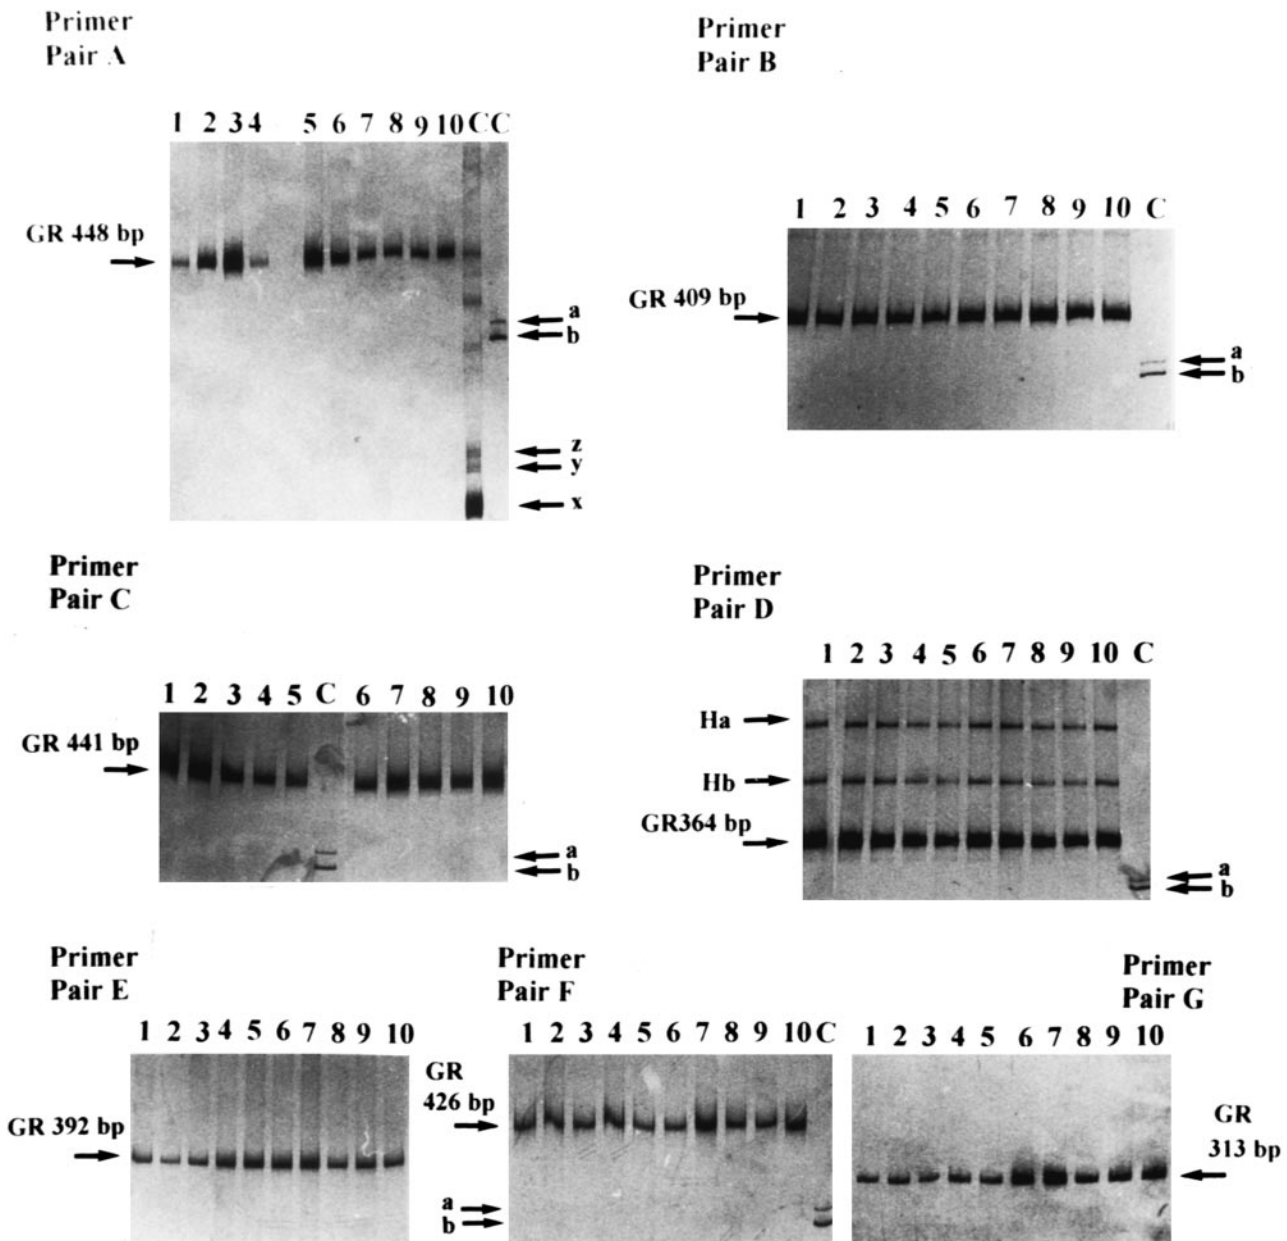 Primer
Pair A
1 2 3 4 5 6 7 8 9 10 C C
GR 448 bp
a
b
z
y
x
Primer
Pair B
1 2 3 4 5 6 7 8 9 10 C
GR 409 bp
a
b
Primer
Pair C
1 2 3 4 5 C 6 7 8 9 10
GR 441 bp
a
b
Primer
Pair D
1 2 3 4 5 6 7 8 9 10 C
Ha
Hb
GR364 bp
a
b
Primer
Pair E
1 2 3 4 5 6 7 8 9 10
GR 392 bp
Primer
Pair F
1 2 3 4 5 6 7 8 9 10 C
GR
426 bp
a
b
Primer
Pair G
1 2 3 4 5 6 7 8 9 10
GR
313 bp